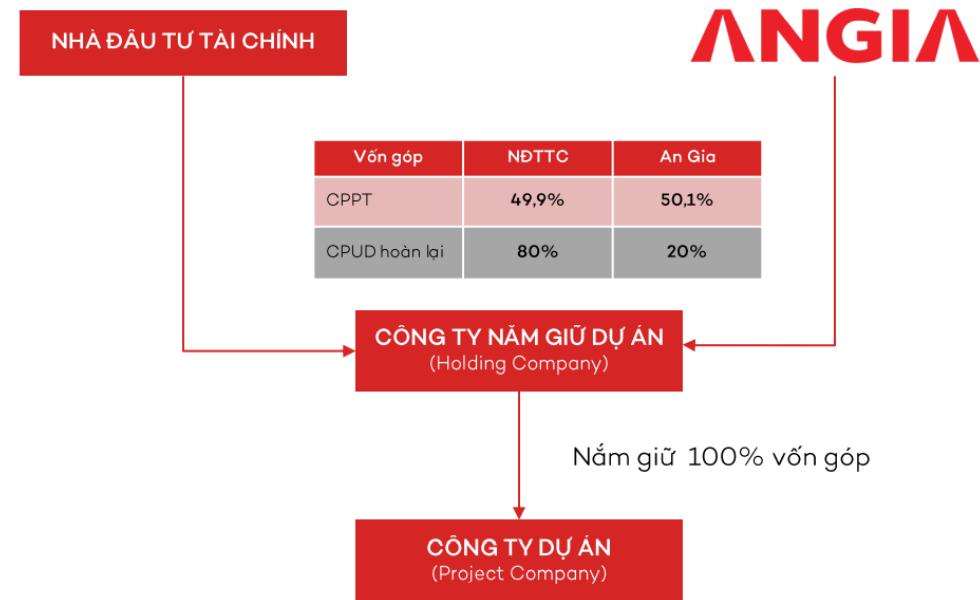 NHÀ ĐẦU TƯ TÀI CHÍNH
ANGIA
Vốn góp NĐTTC An Gia
CPPT 49,9% 50,1%
CPUD hoàn lại 80% 20%
CÔNG TY NẮM GIỮ DỰ ÁN
(Holding Company)
Nắm giữ 100% vốn góp
CÔNG TY DỰ ÁN
(Project Company)